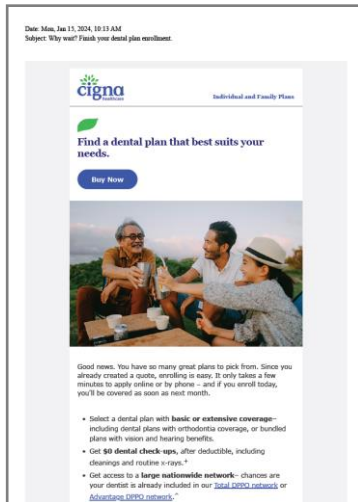 Date: Mon, Jan 15, 2024, 10:13 AM
Subject: Why wait? Finish your dental plan enrollment.
cigna
healthcare
Individual and Family Plans
Find a dental plan that best suits your
needs.
Buy Now
Good news. You have so many great plans to pick from. Since you
already created a quote, enrolling is easy. It only takes a few
minutes to apply online or by phone – and if you enroll today,
you'll be covered as soon as next month.
• Select a dental plan with basic or extensive coverage–
including dental plans with orthodontia coverage, or bundled
plans with vision and hearing benefits.
• Get $0 dental check-ups, after deductible, including
cleanings and routine x-rays.+
• Get access to a large nationwide network– chances are
your dentist is already included in our Total DPPO network or
Advantage DPPO network.^